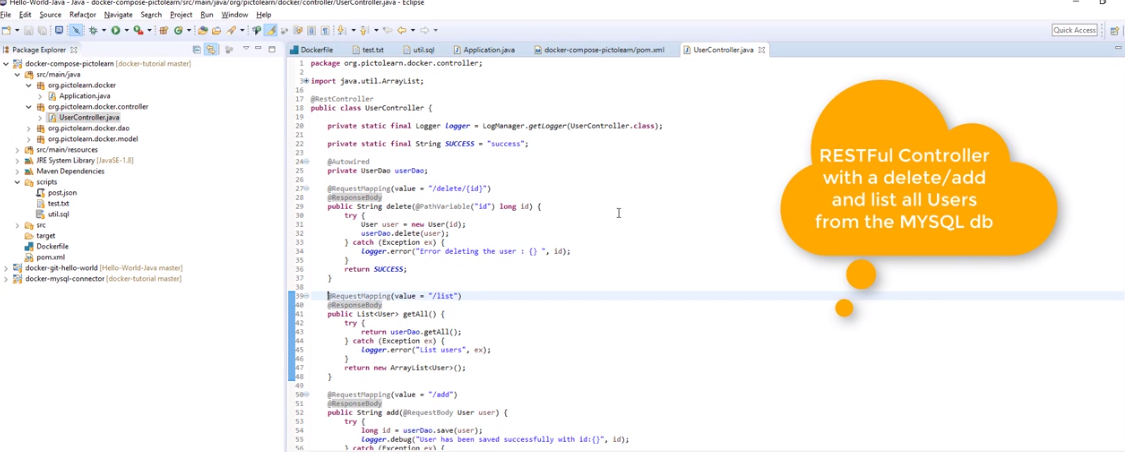 Hello-World-Java - Java - docker-compose-pictolearn/src/main/java/org/pictolearn/docker/controller/UserController.java - Eclipse
File Edit Source Refactor Navigate Search Project Run Window Help
Quick Access
Package Explorer
docker-compose-pictolearn [docker-tutorial master]
src/main/java
org.pictolearn.docker
Application.java
org.pictolearn.docker.controller
UserController.java
org.pictolearn.docker.dao
org.pictolearn.docker.model
src/main/resources
JRE System Library [JavaSE-1.8]
Maven Dependencies
scripts
post.json
test.txt
util.sql
src
target
Dockerfile
pom.xml
docker-git-hello-world [Hello-World-Java master]
docker-mysql-connector [docker-tutorial master]
Dockerfile test.txt util.sql Application.java docker-compose-pictolearn/pom.xml UserController.java
1 package org.pictolearn.docker.controller;
2
3 import java.util.ArrayList;
16
17 @RestController
18 public class UserController {
19
20 private static final Logger logger = LogManager.getLogger(UserController.class);
21
22 private static final String SUCCESS = "success";
23
24 @Autowired
25 private UserDao userDao;
26
27 @RequestMapping(value = "/delete/{id}")
28 @ResponseBody
29 public String delete(@PathVariable("id") long id) {
30 try {
31 User user = new User(id);
32 userDao.delete(user);
33 } catch (Exception ex) {
34 logger.error("Error deleting the user : {} ", id);
35 }
36 return SUCCESS;
37 }
38
39 @RequestMapping(value = "/list")
40 @ResponseBody
41 public List<User> getAll() {
42 try {
43 return userDao.getAll();
44 } catch (Exception ex) {
45 logger.error("List users", ex);
46 }
47 return new ArrayList<User>();
48 }
49
50 @RequestMapping(value = "/add")
51 @ResponseBody
52 public String add(@RequestBody User user) {
53 try {
54 long id = userDao.save(user);
55 logger.debug("User has been saved successfully with id:{}", id);
56 } catch (Exception ex) {
RESTFul Controller
with a delete/add
and list all Users
from the MYSQL db